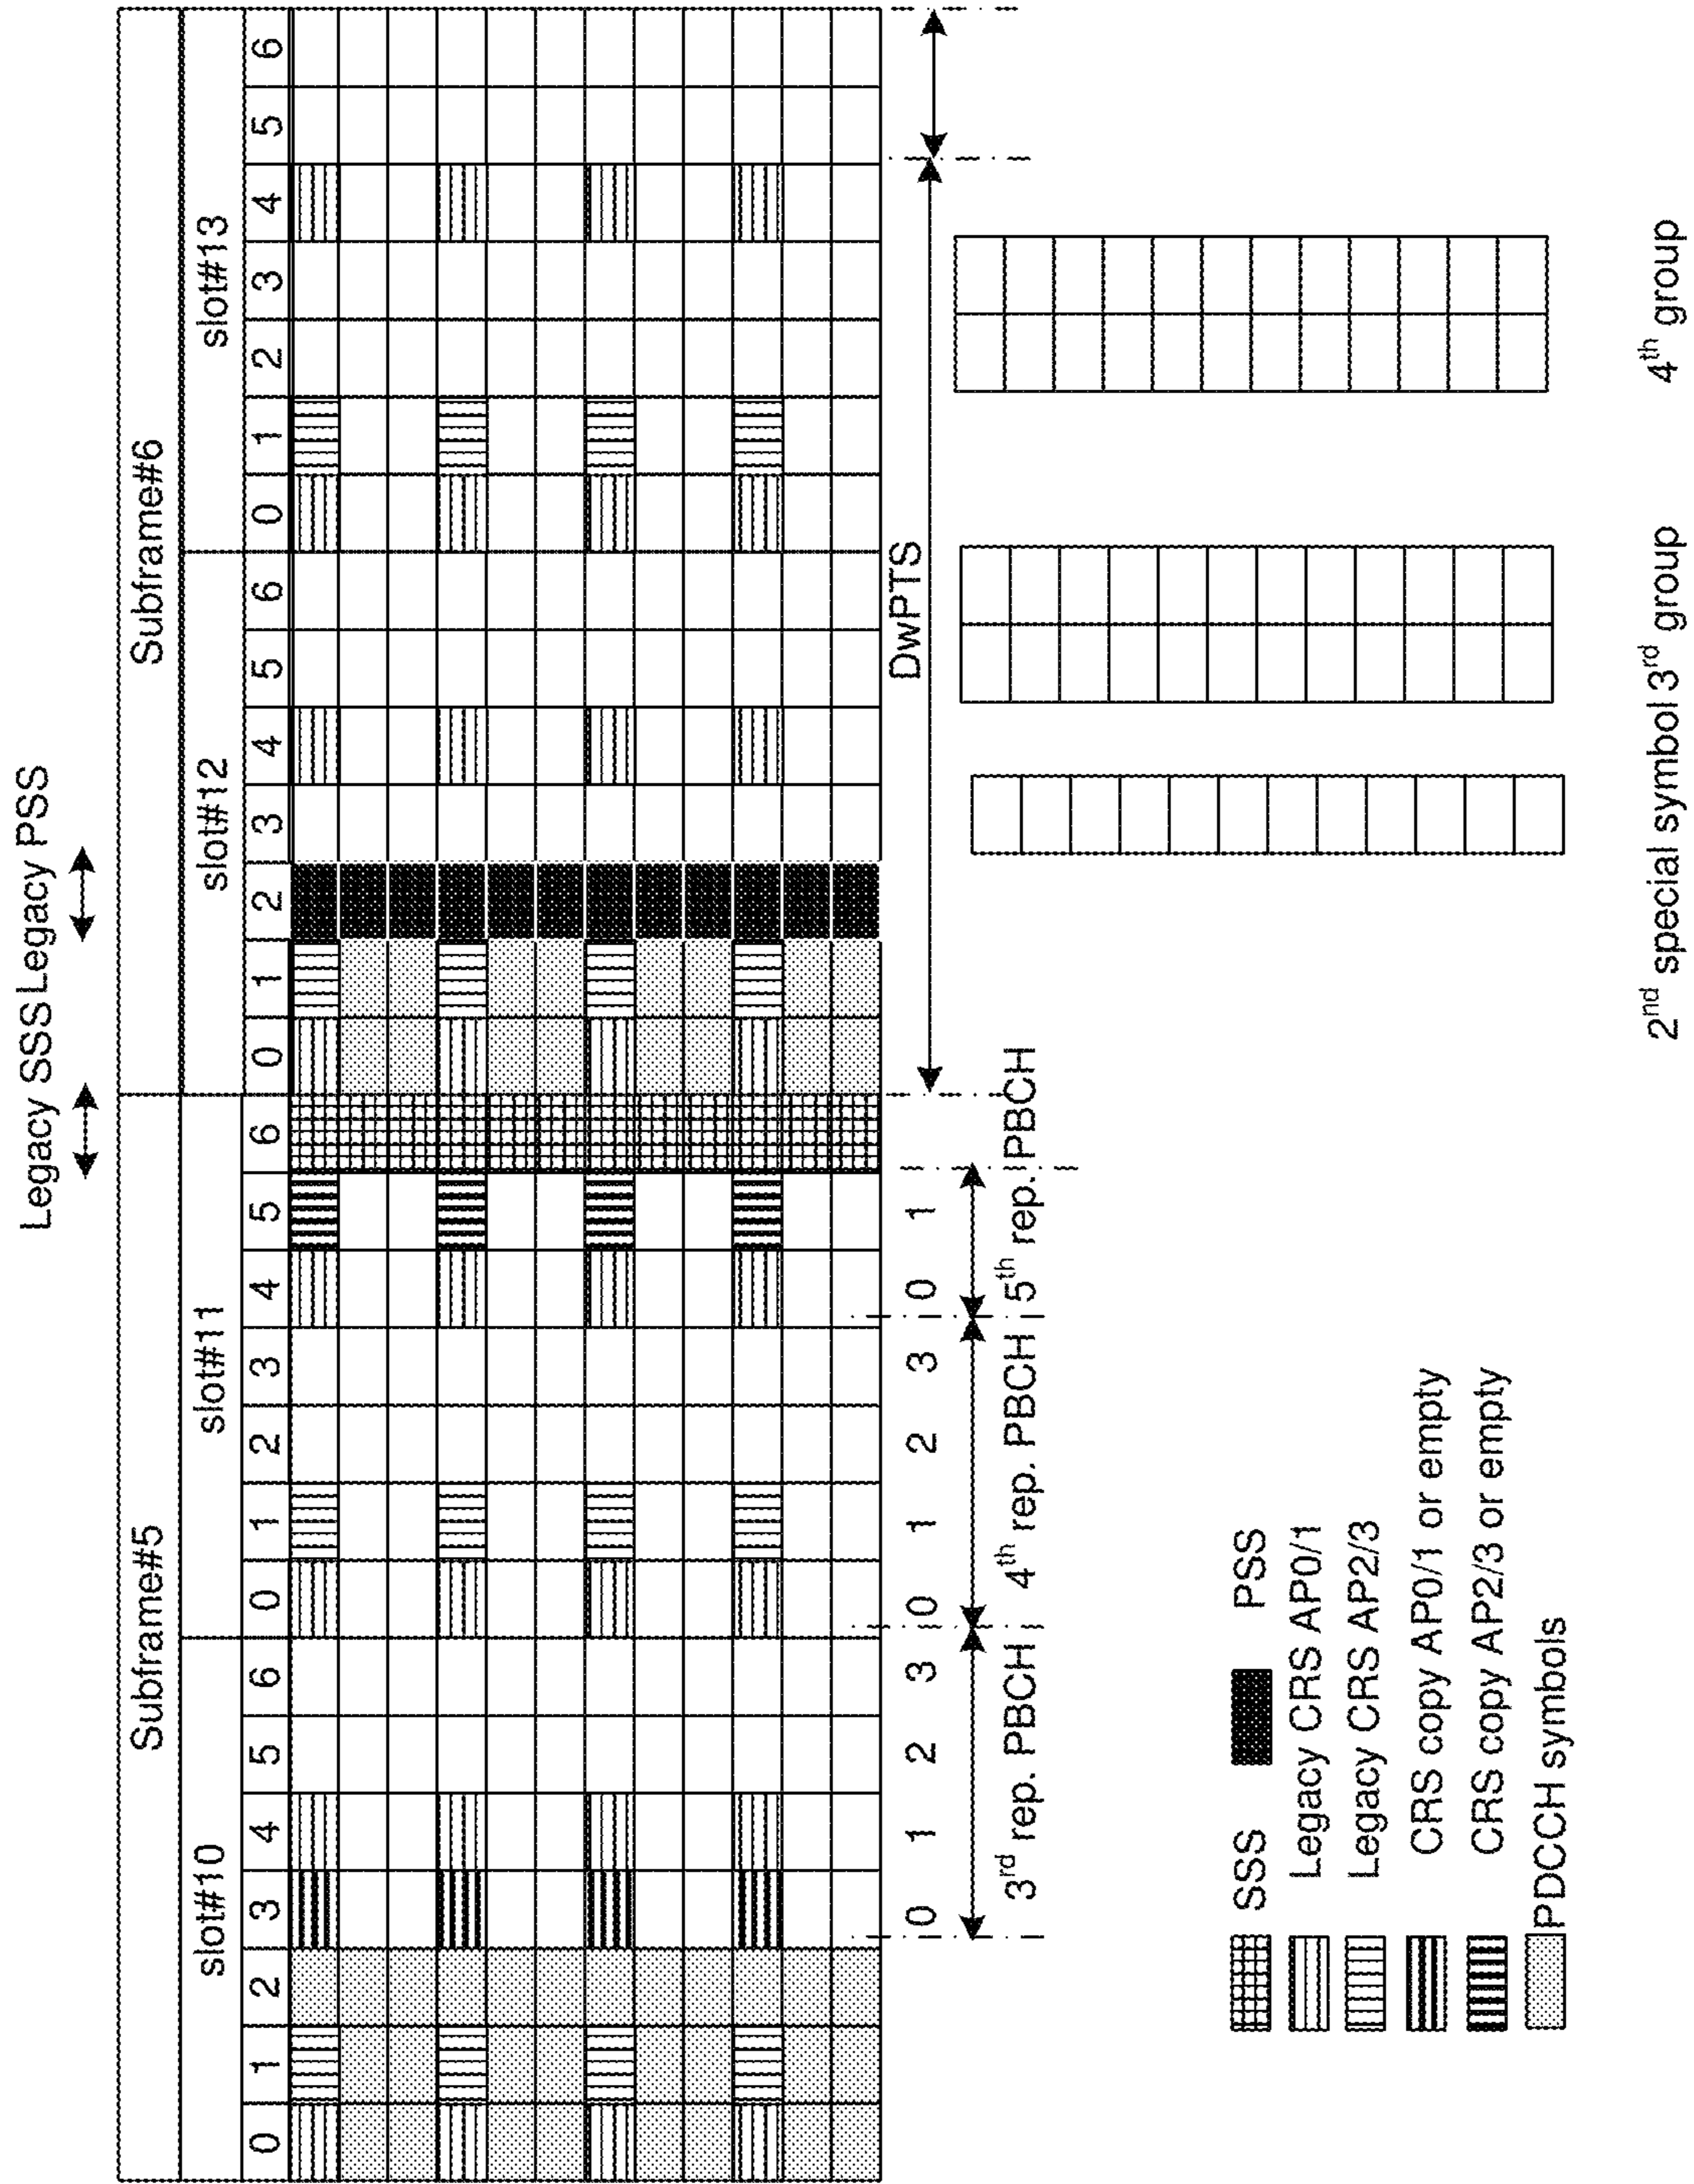 Legacy SSS Legacy PSS
Subframe#5 Subframe#6
slot#10 slot#11 slot#12 slot#13
0 1 2 3 4 5 6 0 1 2 3 4 5 6 0 1 2 3 4 5 6 0 1 2 3 4 5 6
DwPTS
0 1 2 3 0 1 2 3 0 1
3rd rep. PBCH 4th rep. PBCH 5th rep. PBCH
SSS PSS
Legacy CRS AP0/1
Legacy CRS AP2/3
CRS copy AP0/1 or empty
CRS copy AP2/3 or empty
PDCCH symbols
2nd special symbol 3rd group 4th group